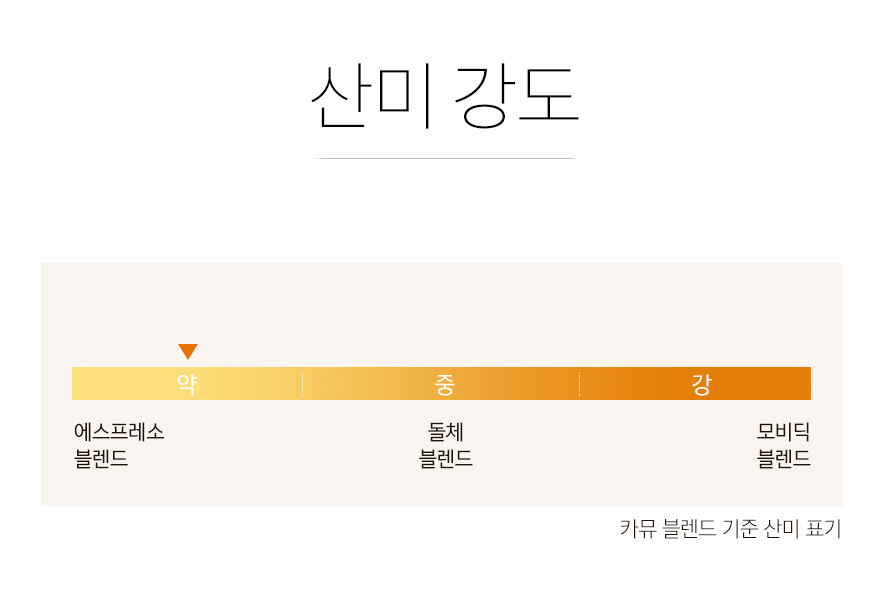 산미 강도
약 중 강
에스프레소 돌체 모비딕
블렌드 블렌드 블렌드
카뮤 블렌드 기준 산미 표기